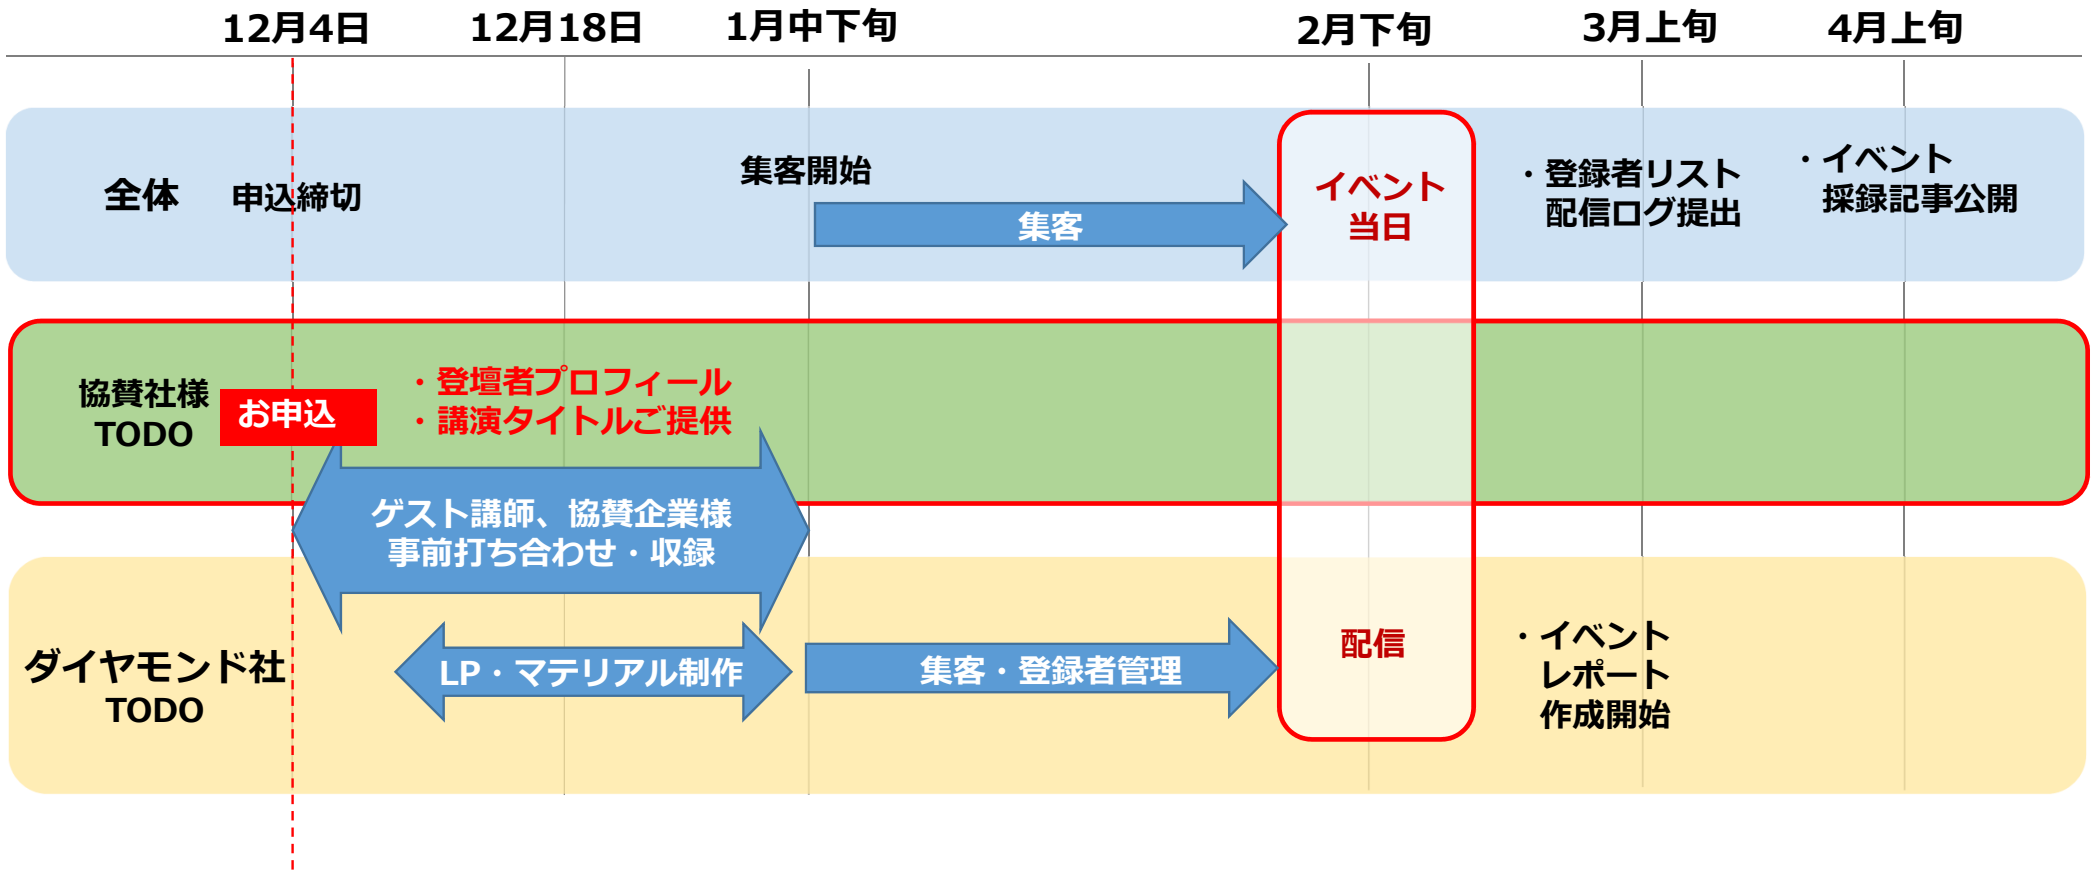 12月4日
12月18日
1月中下旬
2月下旬
3月上旬
4月上旬
全体
申込締切
集客開始
集客
イベント
当日
・登録者リスト
配信ログ提出
・イベント
採録記事公開
協賛社様
TODO
お申込
・登壇者プロフィール
・講演タイトルご提供
ゲスト講師、協賛企業様
事前打ち合わせ・収録
ダイヤモンド社
TODO
LP・マテリアル制作
集客・登録者管理
配信
・イベント
レポート
作成開始